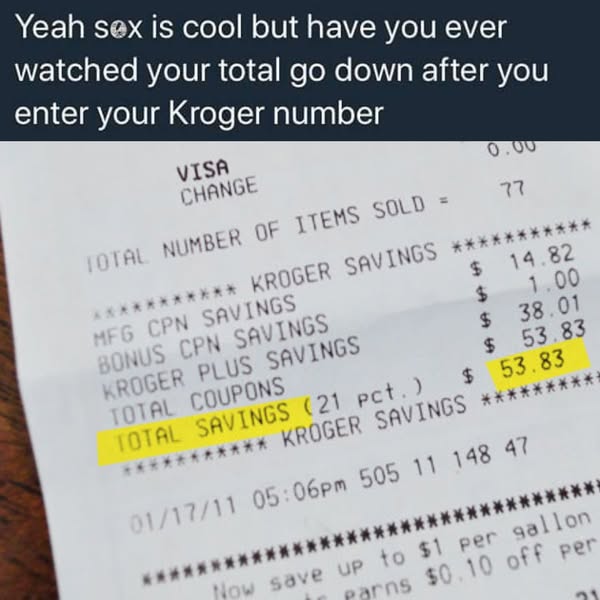 Yeah sex is cool but have you ever
watched your total go down after you
enter your Kroger number
0.00
VISA
CHANGE
TOTAL NUMBER OF ITEMS SOLD = 77
*********** KROGER SAVINGS ***********
MFG CPN SAVINGS $ 14.82
BONUS CPN SAVINGS $ 1.00
KROGER PLUS SAVINGS $ 38.01
TOTAL COUPONS $ 53.83
TOTAL SAVINGS (21 pct.) $ 53.83
*********** KROGER SAVINGS ***********
01/17/11 05:06pm 505 11 148 47
************************************
Now save up to $1 per gallon
earns $0.10 off per